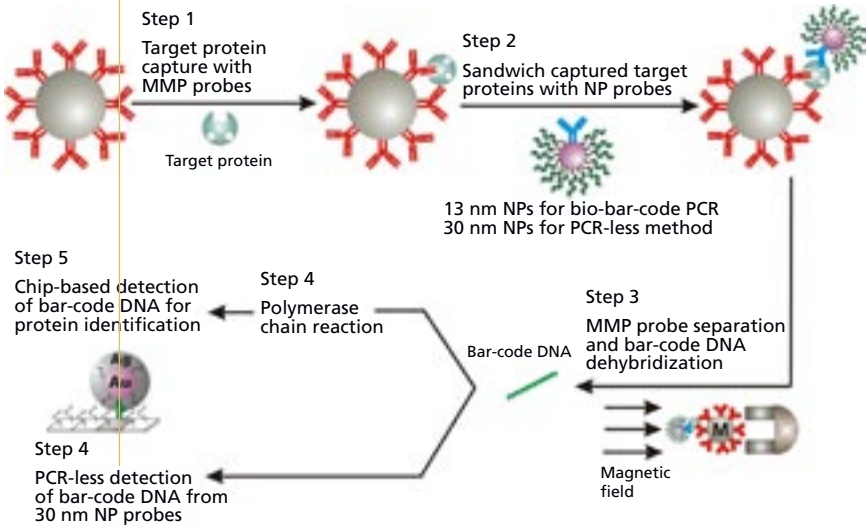 Step 1
Target protein
capture with
MMP probes
Target protein
Step 2
Sandwich captured target
proteins with NP probes
13 nm NPs for bio-bar-code PCR
30 nm NPs for PCR-less method
Step 3
MMP probe separation
and bar-code DNA
dehybridization
M
Magnetic
field
Bar-code DNA
Step 4
Polymerase
chain reaction
Step 5
Chip-based detection
of bar-code DNA for
protein identification
Ag
Au
Step 4
PCR-less detection
of bar-code DNA from
30 nm NP probes